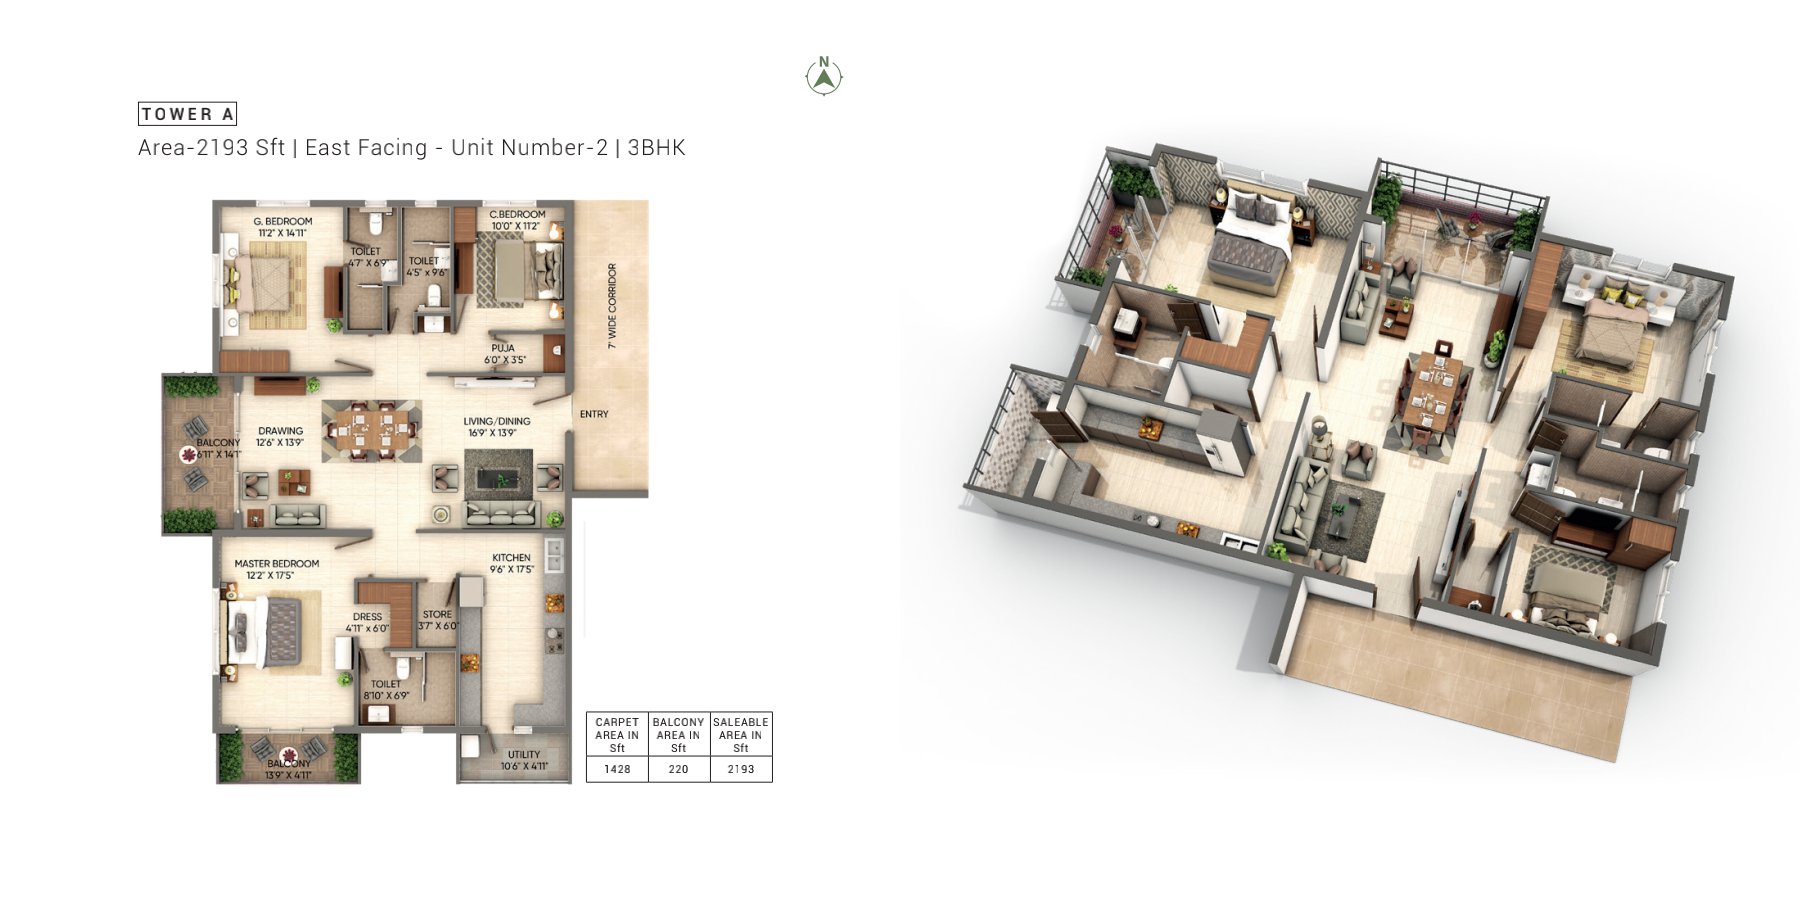 N
TOWER A
Area-2193 Sft | East Facing - Unit Number-2 | 3BHK
G. BEDROOM
11'2" X 14'11"
TOILET
4'7" X 6'9"
TOILET
4'5" x 9'6"
C.BEDROOM
10'0" X 11'2"
7' WIDE CORRIDOR
PUJA
6'0" X 3'5"
ENTRY
BALCONY
6'11" X 14'1"
DRAWING
12'6" X 13'9"
LIVING/DINING
16'9" X 13'9"
MASTER BEDROOM
12'2" X 17'5"
KITCHEN
9'6" X 17'5"
DRESS
4'11" x 6'0"
STORE
3'7" X 6'0"
TOILET
8'10" X 6'9"
BALCONY
13'9" X 4'11"
UTILITY
10'6" X 4'11"
CARPET AREA IN Sft
BALCONY AREA IN Sft
SALEABLE AREA IN Sft
1428
220
2193